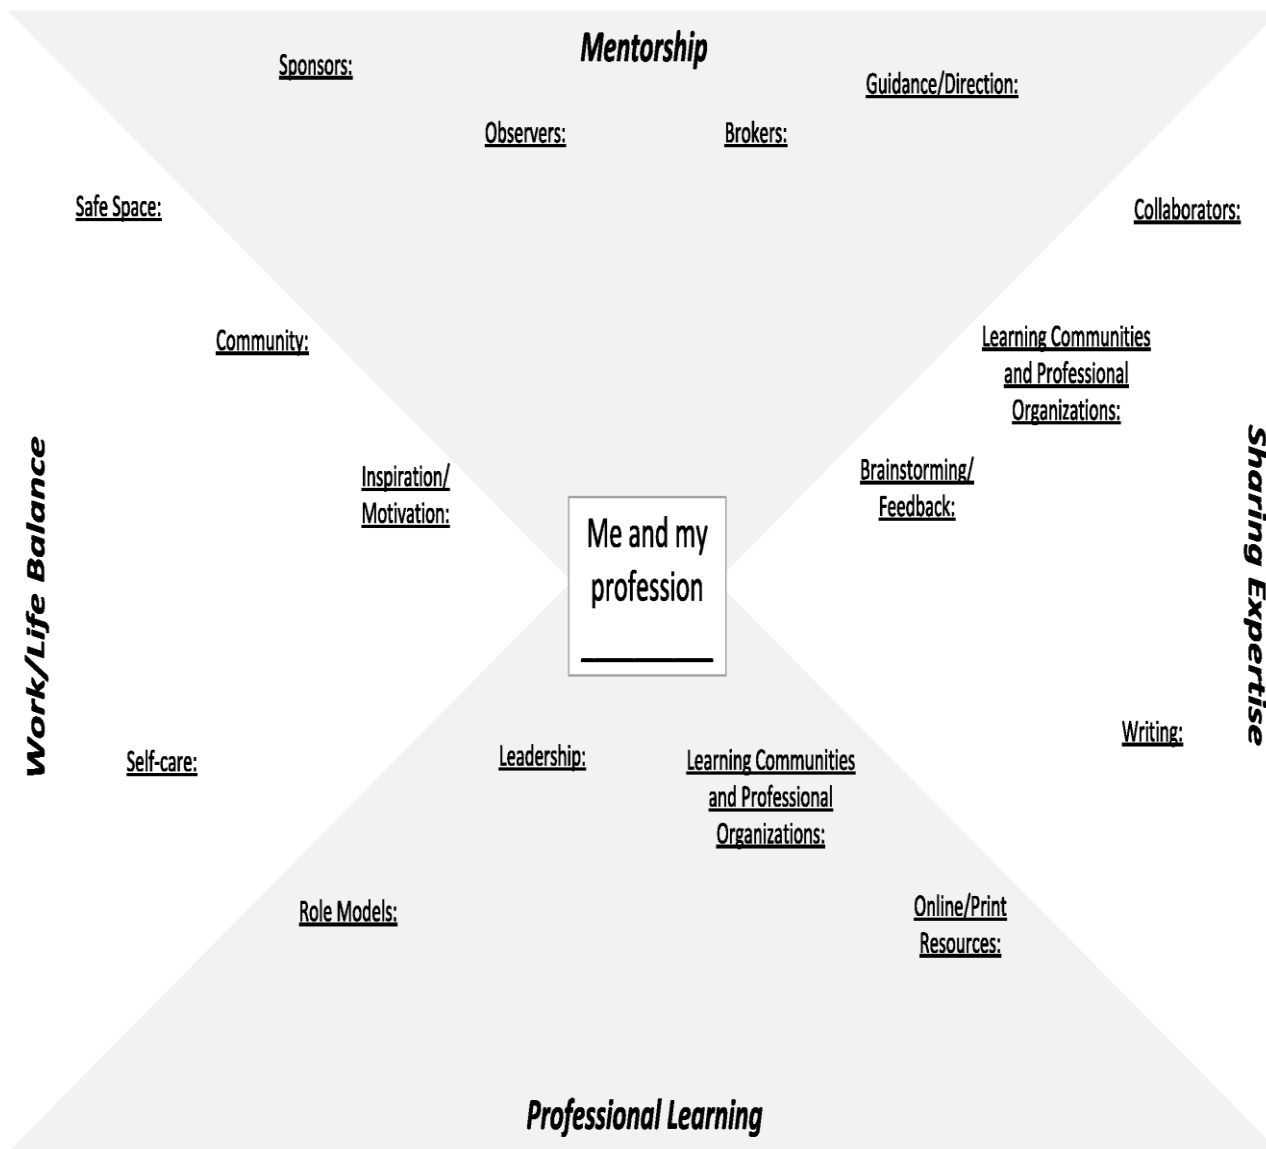 Mentorship
Sponsors:
Guidance/Direction:
Observers:
Brokers:
Safe Space:
Collaborators:
Community:
Learning Communities
and Professional
Organizations:
Inspiration/
Motivation:
Brainstorming/
Feedback:
Work/Life Balance
Sharing Expertise
Me and my
profession
Self-care:
Leadership:
Learning Communities
and Professional
Organizations:
Writing:
Role Models:
Online/Print
Resources:
Professional Learning